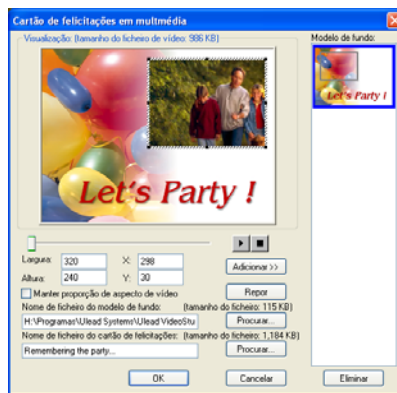 Cartão de felicitações em multmédia
Visualização: (tamanho do ficheiro de vídeo: 986 KB)
Modelo de fundo:
Let's Party !
Let's Party !
Largura: 320 X: 298
Altura: 240 Y: 30
Adicionar >>
Manter proporção de aspecto de vídeo
Repor
Nome de ficheiro do modelo de fundo: (tamanho do ficheiro: 115 KB)
H:\Programas\Ulead Systems\Ulead VideoStu
Procurar...
Nome de ficheiro do cartão de felicitações: (tamanho do ficheiro: 1,184 KB)
Remembering the party...
Procurar...
OK
Cancelar
Eliminar